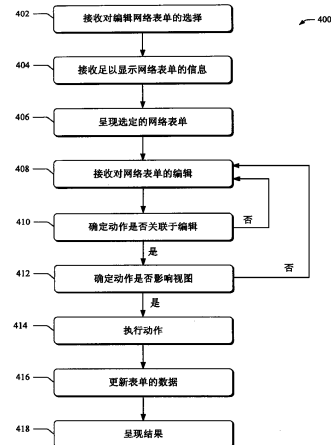 400
402 接收对编辑网络表单的选择
404 接收足以显示网络表单的信息
406 呈现选定的网络表单
408 接收对网络表单的编辑
410 确定动作是否关联于编辑
否
是
412 确定动作是否影响视图
否
是
414 执行动作
416 更新表单的数据
418 呈现结果